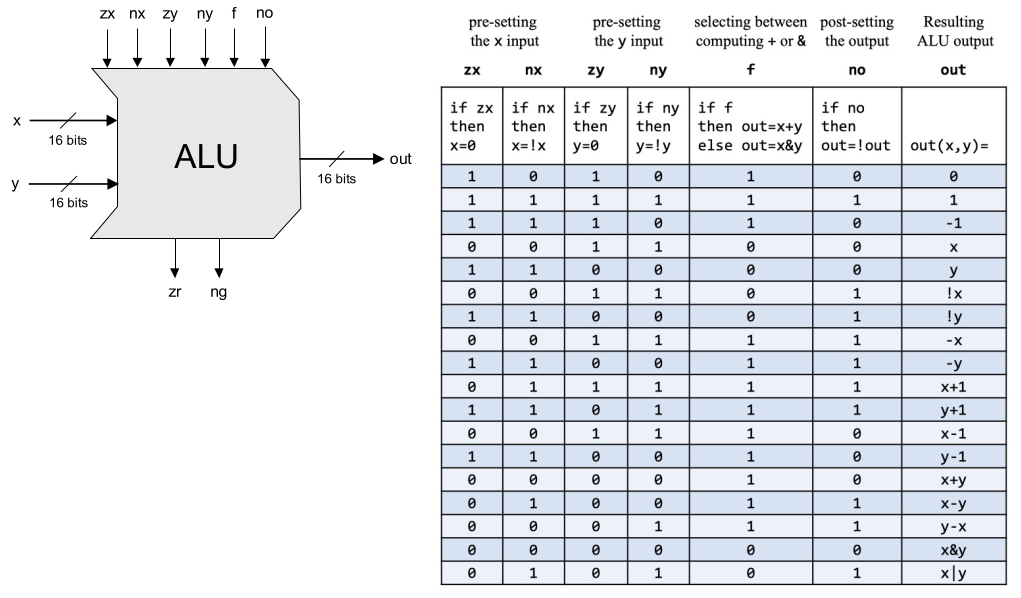 zx nx zy ny f no
x
16 bits
y
16 bits
ALU
out
16 bits
zr ng
pre-setting the x input
pre-setting the y input
selecting between computing + or &
post-setting the output
Resulting ALU output
zx nx zy ny f no out
if zx then x=0
if nx then x=!x
if zy then y=0
if ny then y=!y
if f then out=x+y else out=x&y
if no then out=!out
out(x,y)=
1 0 1 0 1 0 0
1 1 1 1 1 1 1
1 1 1 0 1 0 -1
0 0 1 1 0 0 x
1 1 0 0 0 0 y
0 0 1 1 0 1 !x
1 1 0 0 0 1 !y
0 0 1 1 1 1 -x
1 1 0 0 1 1 -y
0 1 1 1 1 1 x+1
1 1 0 1 1 1 y+1
0 0 1 1 1 0 x-1
1 1 0 0 1 0 y-1
0 0 0 0 1 0 x+y
0 1 0 0 1 1 x-y
0 0 0 1 1 1 y-x
0 0 0 0 0 0 x&y
0 1 0 1 0 1 x|y